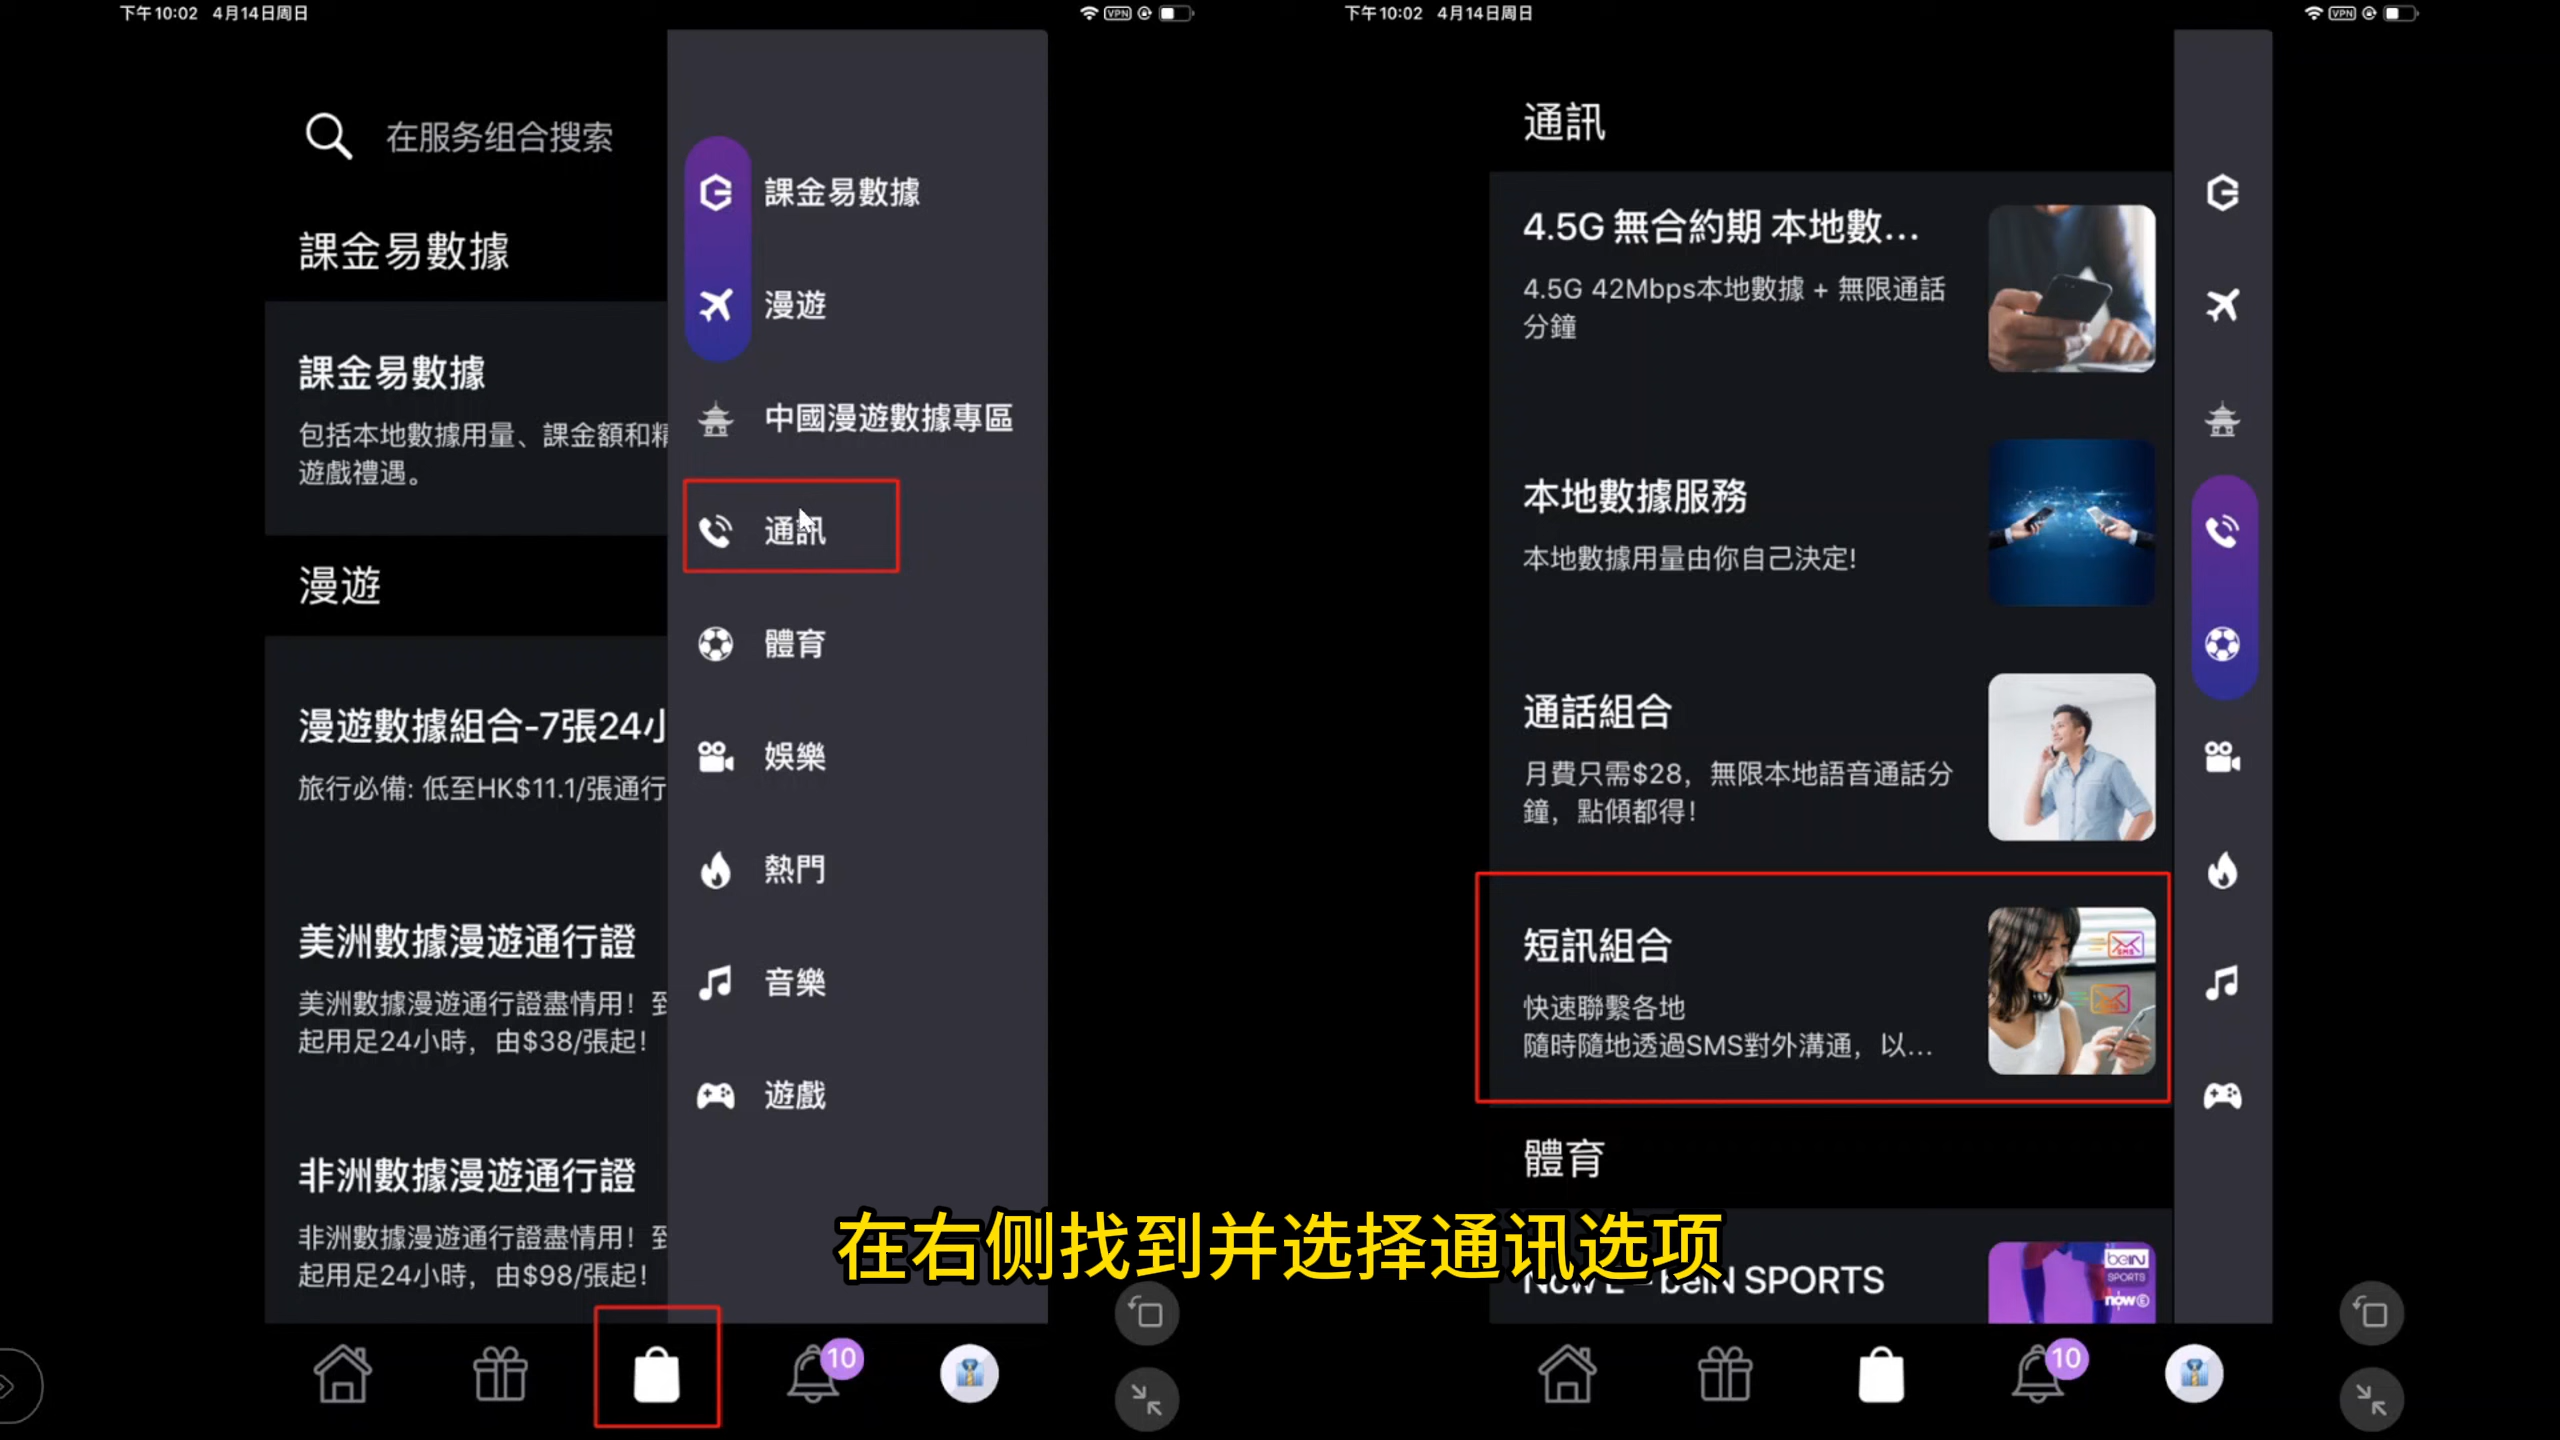 下午10:02 4月14日周日
VPN
在服务组合搜索
課金易數據
課金易數據
包括本地數據用量、課金額和精
遊戲禮遇。
漫遊
漫遊數據組合-7張24小
旅行必備: 低至HK$11.1/張通行
美洲數據漫遊通行證
美洲數據漫遊通行證盡情用！到
起用足24小時，由$38/張起！
非洲數據漫遊通行證
非洲數據漫遊通行證盡情用！到
起用足24小時，由$98/張起！
課金易數據
漫遊
中國漫遊數據專區
通訊
體育
娛樂
熱門
音樂
遊戲
10
下午10:02 4月14日周日
VPN
通訊
4.5G 無合約期 本地數...
4.5G 42Mbps本地數據 + 無限通話
分鐘
本地數據服務
本地數據用量由你自己決定!
通話組合
月費只需$28，無限本地語音通話分
鐘，點傾都得！
短訊組合
快速聯繫各地
隨時隨地透過SMS對外溝通，以...
SMS
體育
Now E - beIN SPORTS
beIN
SPORTS
now E
10
在右侧找到并选择通讯选项